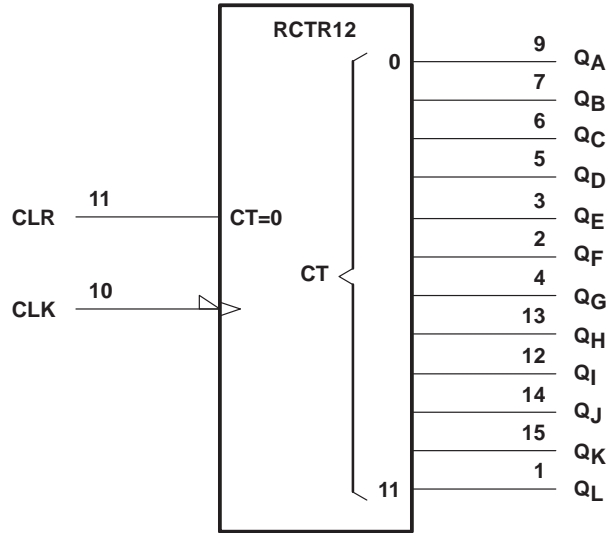 RCTR12
0
9 QA
7 QB
6 QC
5 QD
CLR 11 CT=0
3 QE
2 QF
CT
4 QG
CLK 10
13 QH
12 QI
14 QJ
15 QK
11
1 QL